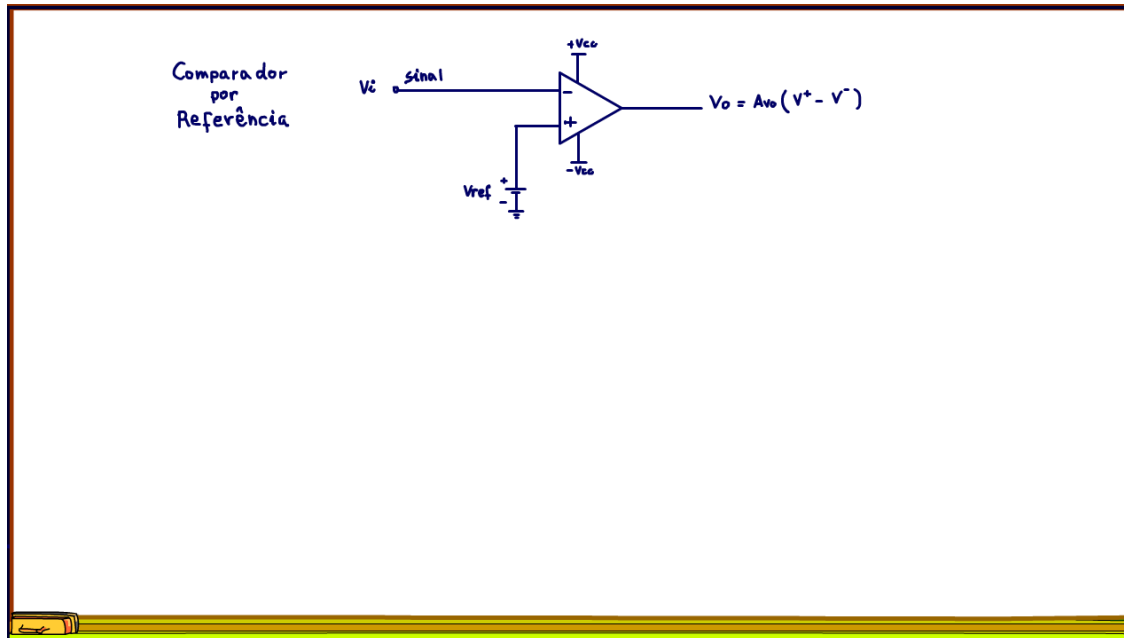 Comparador
por
Referência
Vi sinal
+Vcc
-
+
-Vcc
Vo = Avo (V⁺ - V⁻)
Vref + -